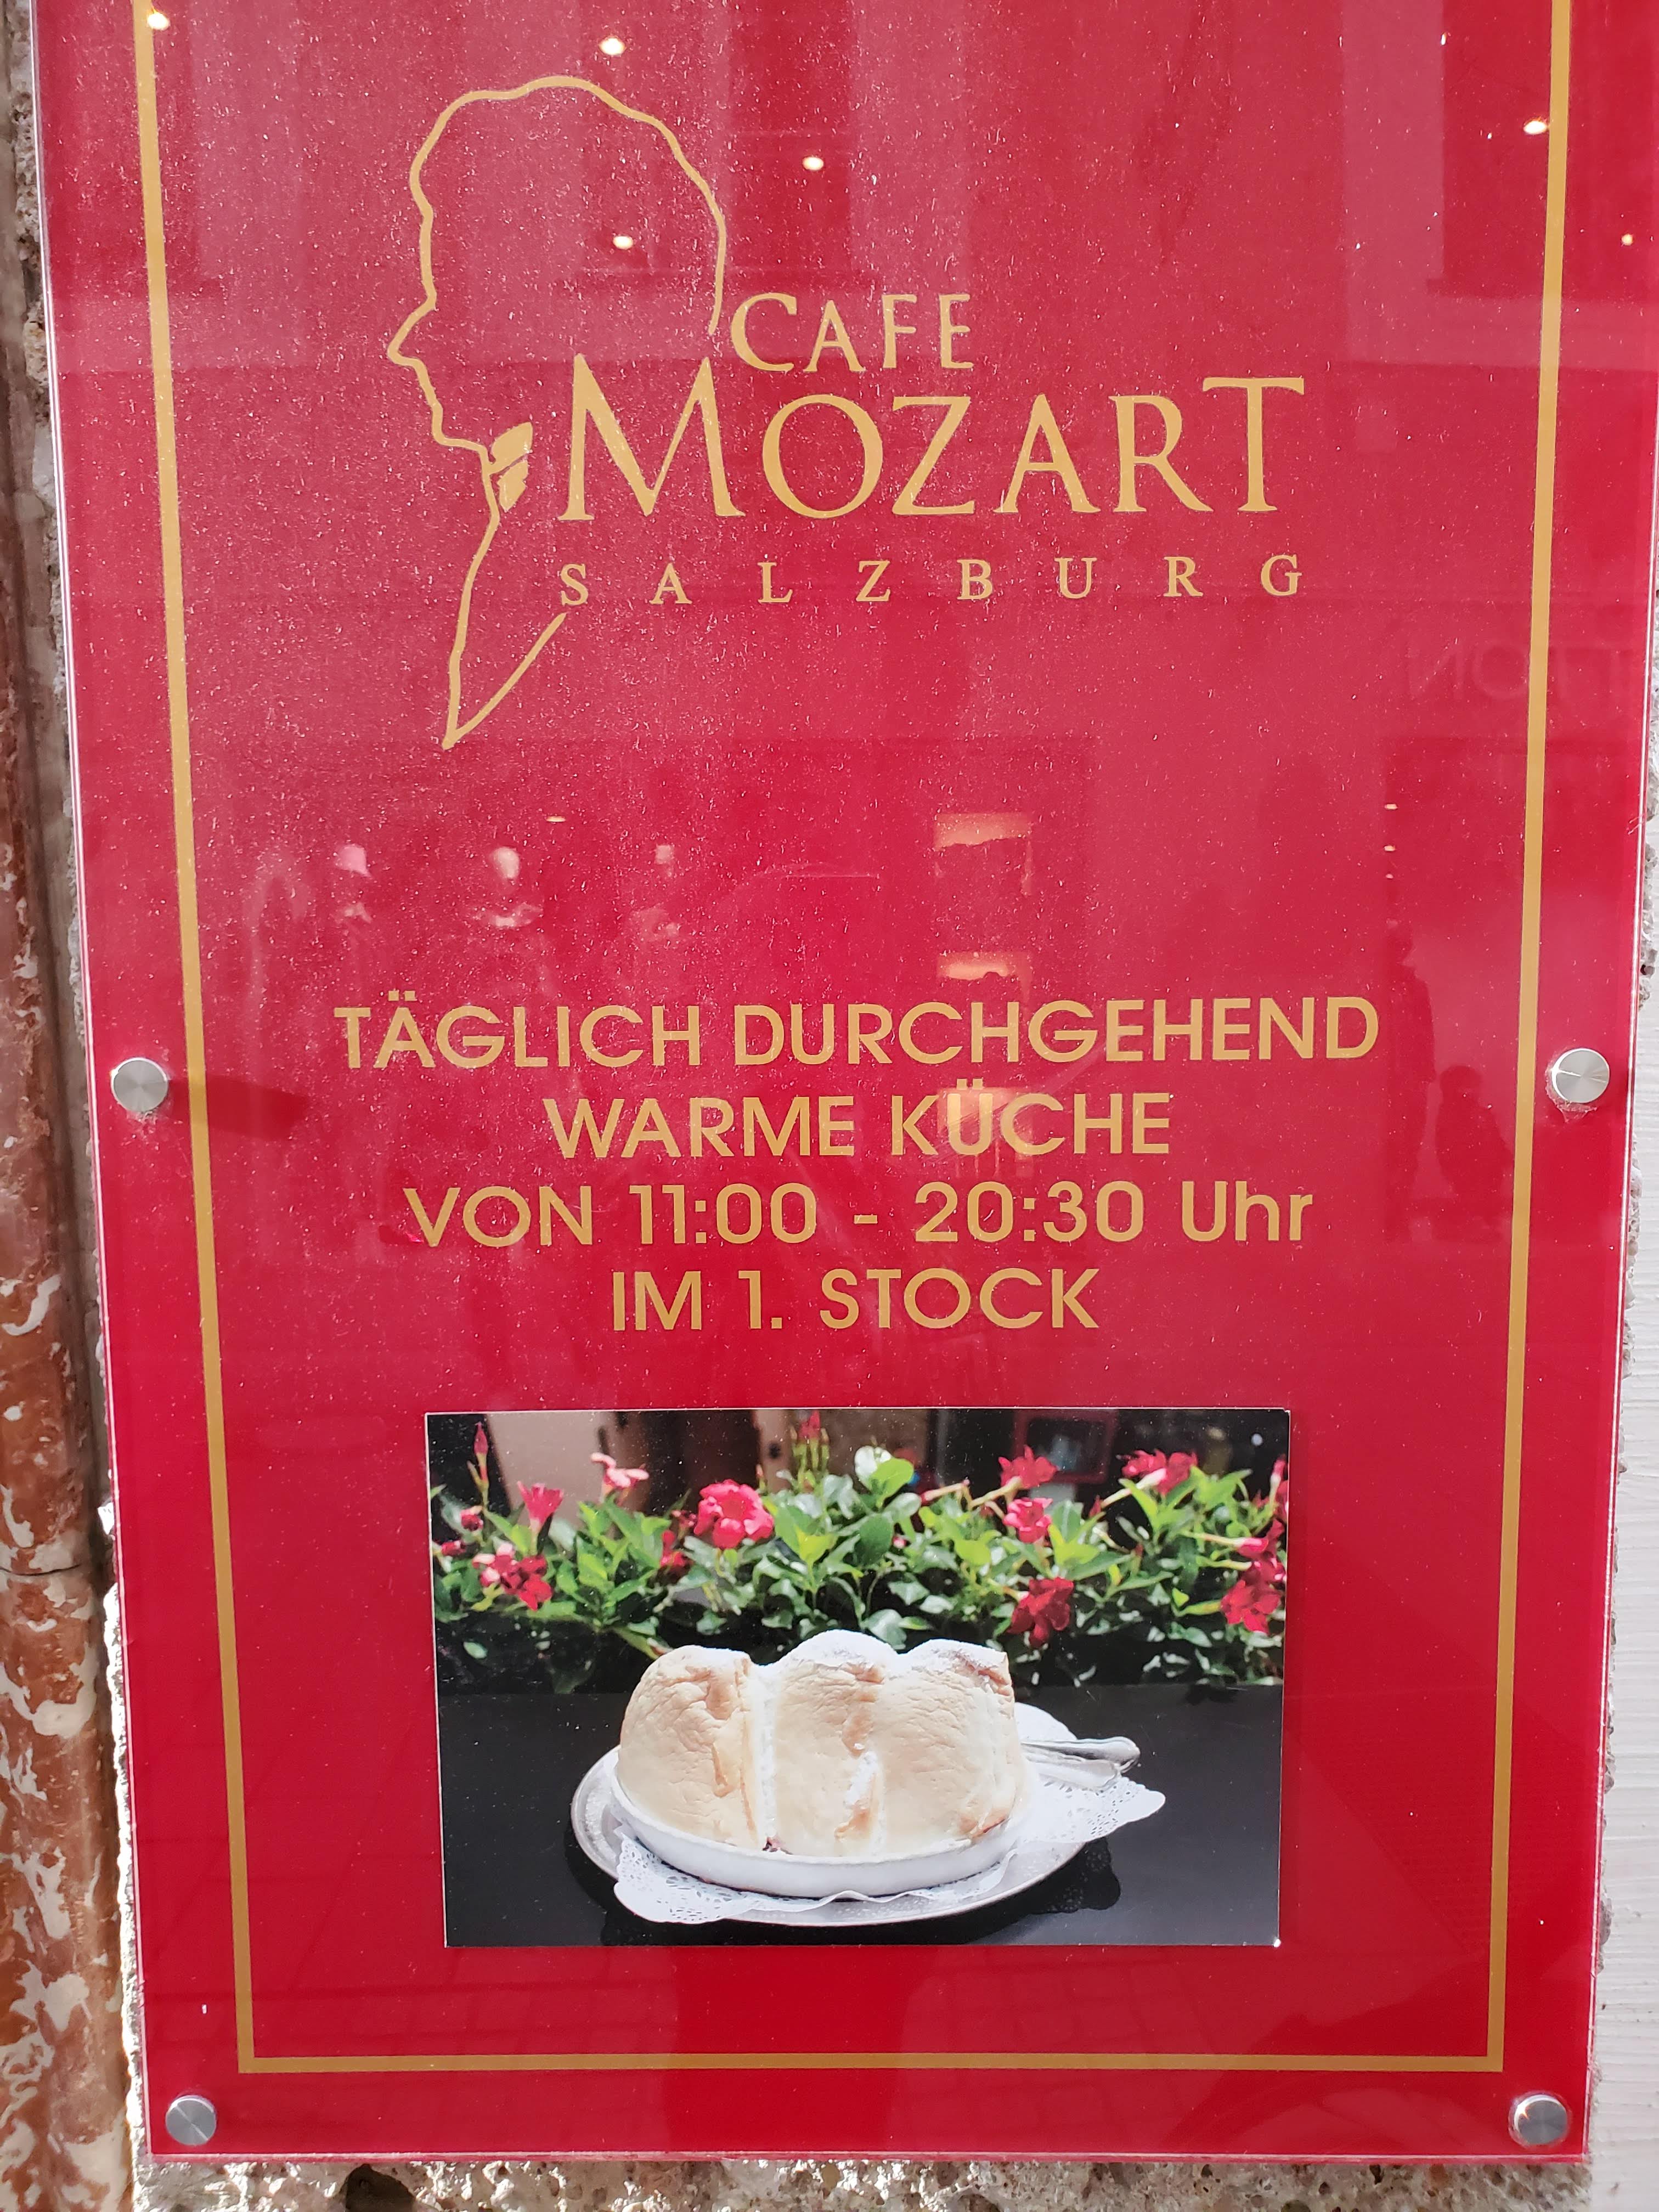 CAFE
MOZART
SALZBURG
TÄGLICH DURCHGEHEND
WARME KÜCHE
VON 11:00 - 20:30 Uhr
IM 1. STOCK